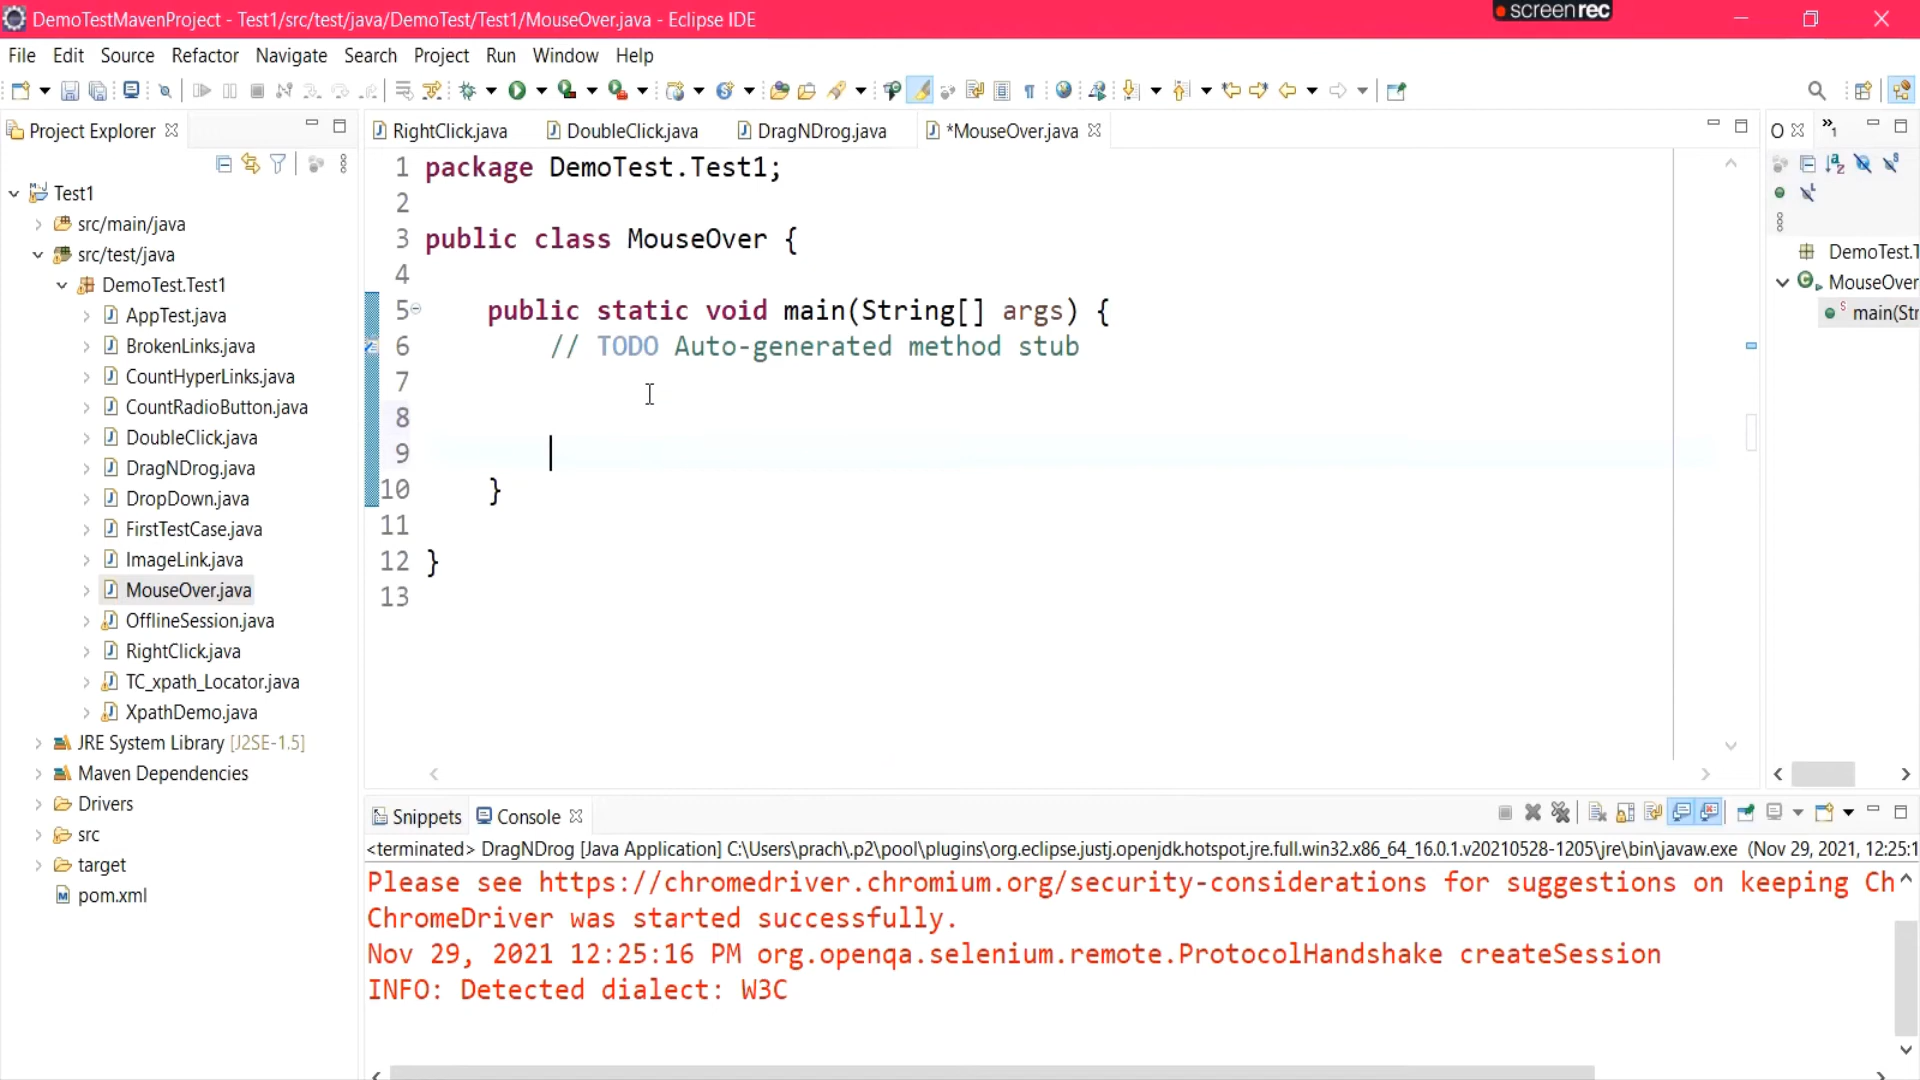 DemoTestMavenProject - Test1/src/test/java/DemoTest/Test1/MouseOver.java - Eclipse IDE
screenrec
File Edit Source Refactor Navigate Search Project Run Window Help
Project Explorer
RightClick.java DoubleClick.java DragNDrog.java *MouseOver.java
Test1
src/main/java
src/test/java
DemoTest.Test1
AppTest.java
BrokenLinks.java
CountHyperLinks.java
CountRadioButton.java
DoubleClick.java
DragNDrog.java
DropDown.java
FirstTestCase.java
ImageLink.java
MouseOver.java
OfflineSession.java
RightClick.java
TC_xpath_Locator.java
XpathDemo.java
JRE System Library [J2SE-1.5]
Maven Dependencies
Drivers
src
target
pom.xml
1 package DemoTest.Test1;
2
3 public class MouseOver {
4
5 public static void main(String[] args) {
6 // TODO Auto-generated method stub
7
8
9
10 }
11
12 }
13
O
DemoTest.T
MouseOver
main(Str
Snippets Console
<terminated> DragNDrog [Java Application] C:\Users\prach\.p2\pool\plugins\org.eclipse.justj.openjdk.hotspot.jre.full.win32.x86_64_16.0.1.v20210528-1205\jre\bin\javaw.exe (Nov 29, 2021, 12:25:1
Please see https://chromedriver.chromium.org/security-considerations for suggestions on keeping Ch
ChromeDriver was started successfully.
Nov 29, 2021 12:25:16 PM org.openqa.selenium.remote.ProtocolHandshake createSession
INFO: Detected dialect: W3C